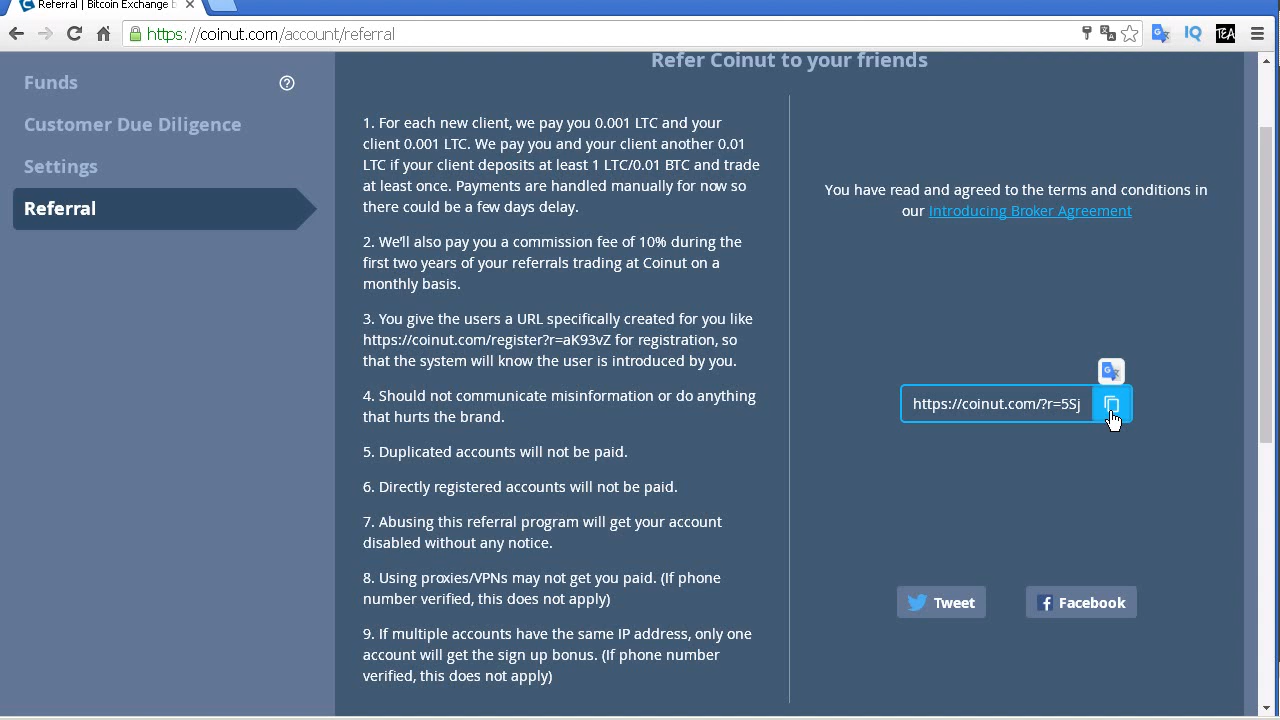 Referral | Bitcoin Exchange
https://coinut.com/account/referral
IQ
TEA
Funds
Customer Due Diligence
Settings
Referral
Refer Coinut to your friends
1. For each new client, we pay you 0.001 LTC and your
client 0.001 LTC. We pay you and your client another 0.01
LTC if your client deposits at least 1 LTC/0.01 BTC and trade
at least once. Payments are handled manually for now so
there could be a few days delay.
2. We'll also pay you a commission fee of 10% during the
first two years of your referrals trading at Coinut on a
monthly basis.
3. You give the users a URL specifically created for you like
https://coinut.com/register?r=aK93vZ for registration, so
that the system will know the user is introduced by you.
4. Should not communicate misinformation or do anything
that hurts the brand.
5. Duplicated accounts will not be paid.
6. Directly registered accounts will not be paid.
7. Abusing this referral program will get your account
disabled without any notice.
8. Using proxies/VPNs may not get you paid. (If phone
number verified, this does not apply)
9. If multiple accounts have the same IP address, only one
account will get the sign up bonus. (If phone number
verified, this does not apply)
You have read and agreed to the terms and conditions in
our Introducing Broker Agreement
https://coinut.com/?r=5Sj
Tweet
Facebook